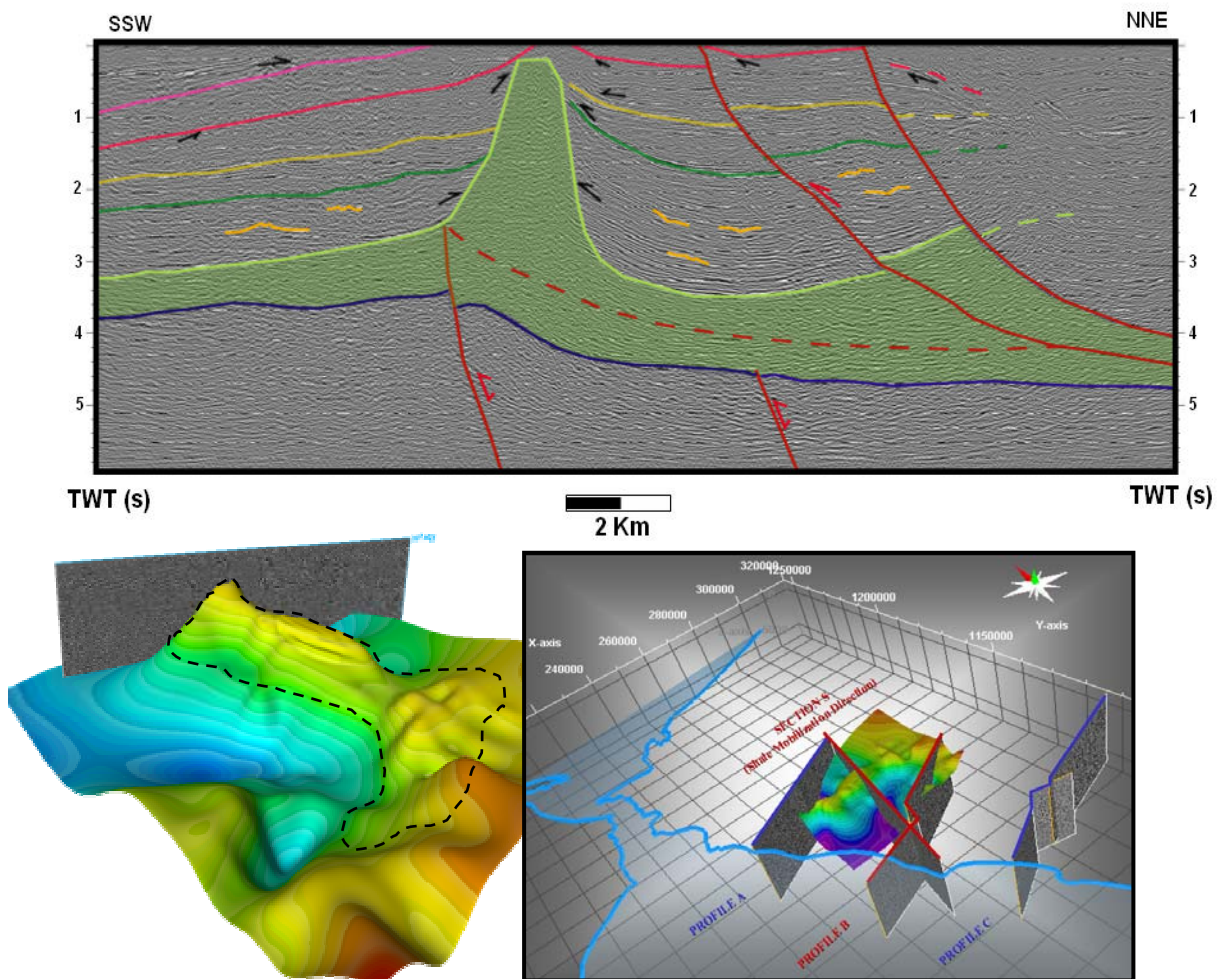 SSW
NNE
1
1
2
2
3
3
4
4
5
5
TWT (s)
TWT (s)
2 Km
320000
1250000
300000
1200000
280000
Y-axis
1150000
X-axis
260000
240000
SECTION S
(Shale Mobilization Direction)
PROFILE A
PROFILE B
PROFILE C